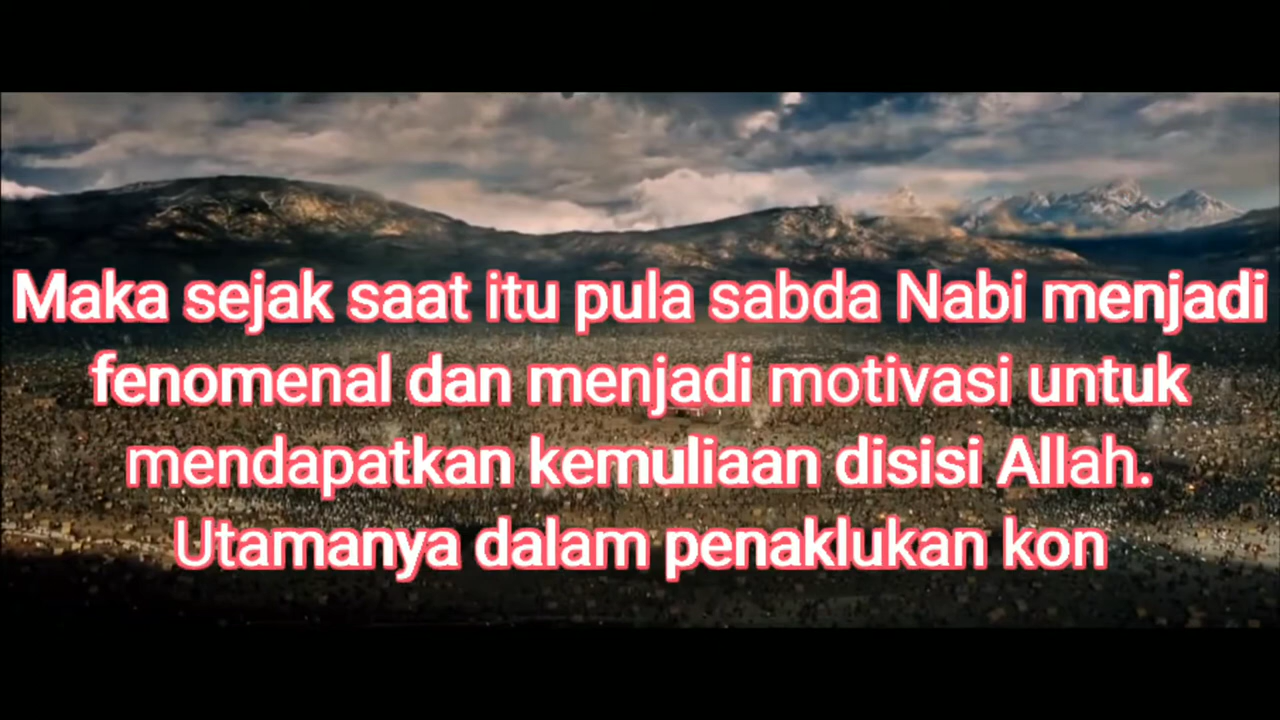 Maka sejak saat itu pula sabda Nabi menjadi
fenomenal dan menjadi motivasi untuk
mendapatkan kemuliaan disisi Allah.
Utamanya dalam penaklukan kon